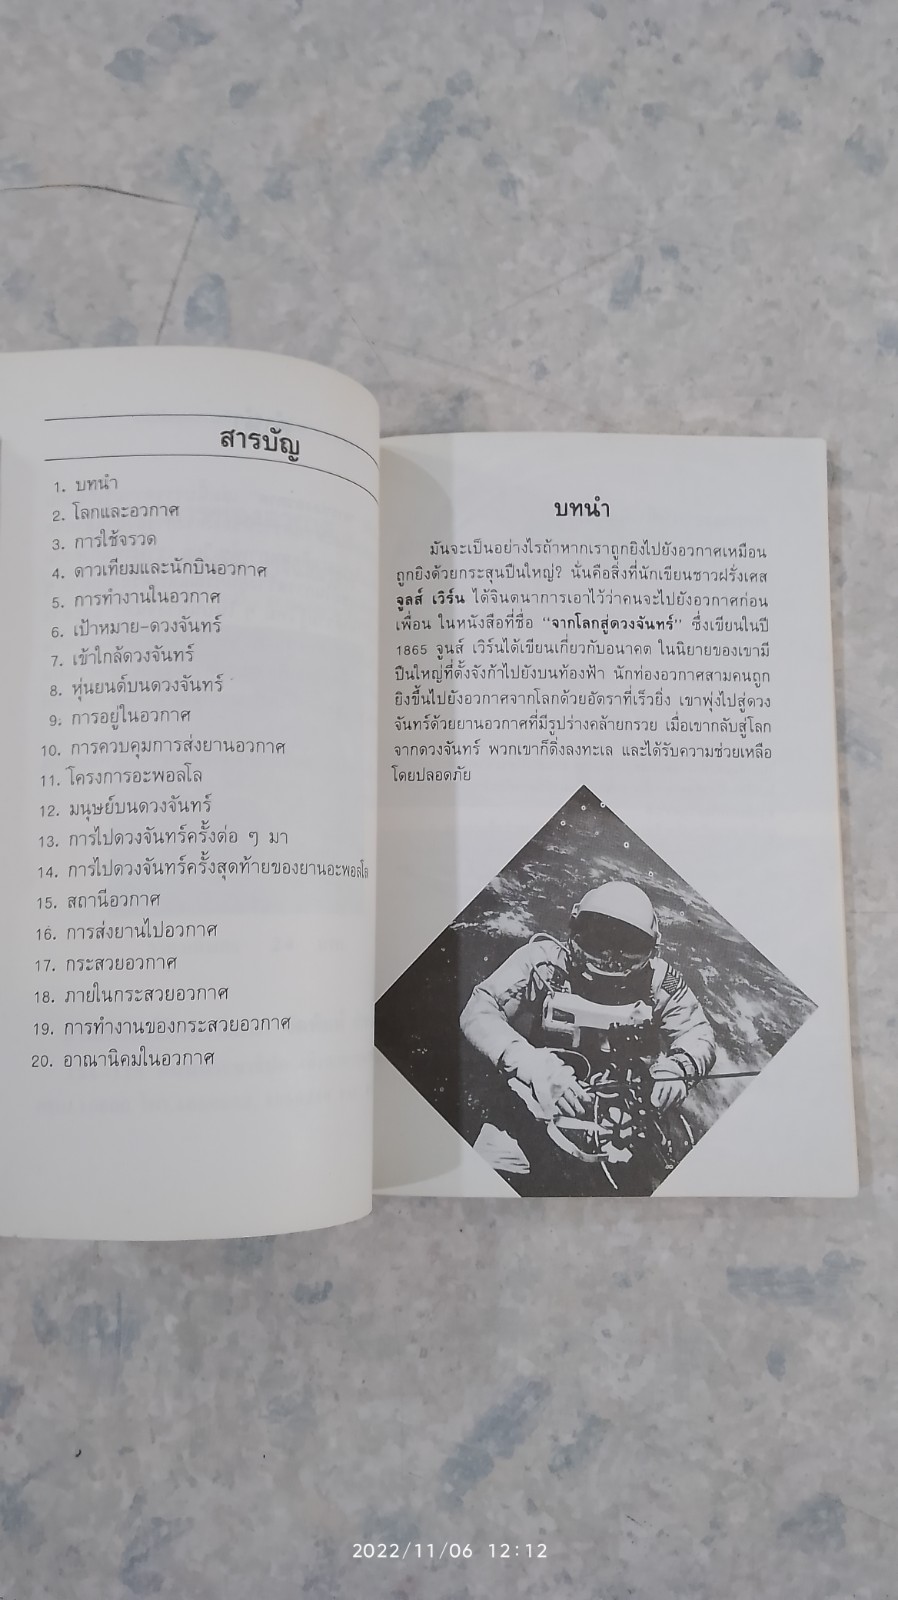 สารบัญ
1. บทนำ
2. โลกและอวกาศ
3. การใช้จรวด
4. ดาวเทียมและนักบินอวกาศ
5. การทำงานในอวกาศ
6. เป้าหมาย-ดวงจันทร์
7. เข้าใกล้ดวงจันทร์
8. หุ่นยนต์บนดวงจันทร์
9. การอยู่ในอวกาศ
10. การควบคุมการส่งยานอวกาศ
11. โครงการอะพอลโล
12. มนุษย์บนดวงจันทร์
13. การไปดวงจันทร์ครั้งต่อ ๆ มา
14. การไปดวงจันทร์ครั้งสุดท้ายของยานอะพอลโล
15. สถานีอวกาศ
16. การส่งยานไปอวกาศ
17. กระสวยอวกาศ
18. ภายในกระสวยอวกาศ
19. การทำงานของกระสวยอวกาศ
20. อาณานิคมในอวกาศ
บทนำ
มันจะเป็นอย่างไรถ้าหากเราถูกยิงไปยังอวกาศเหมือน
ถูกยิงด้วยกระสุนปืนใหญ่? นั่นคือสิ่งที่นักเขียนชาวฝรั่งเศส
จูลส์ เวิร์น ได้จินตนาการเอาไว้ว่าคนจะไปยังอวกาศก่อน
เพื่อน ในหนังสือที่ชื่อ "จากโลกสู่ดวงจันทร์" ซึ่งเขียนในปี
1865 จูนส์ เวิร์นได้เขียนเกี่ยวกับอนาคต ในนิยายของเขามี
ปืนใหญ่ที่ตั้งจังก้าไปยังบนท้องฟ้า นักท่องอวกาศสามคนถูก
ยิงขึ้นไปยังอวกาศจากโลกด้วยอัตราที่เร็วยิ่ง เขาพุ่งไปสู่ดวง
จันทร์ด้วยยานอวกาศที่มีรูปร่างคล้ายกรวย เมื่อเขากลับสู่โลก
จากดวงจันทร์ พวกเขาก็ดิ่งลงทะเล และได้รับความช่วยเหลือ
โดยปลอดภัย
2022/11/06 12:12